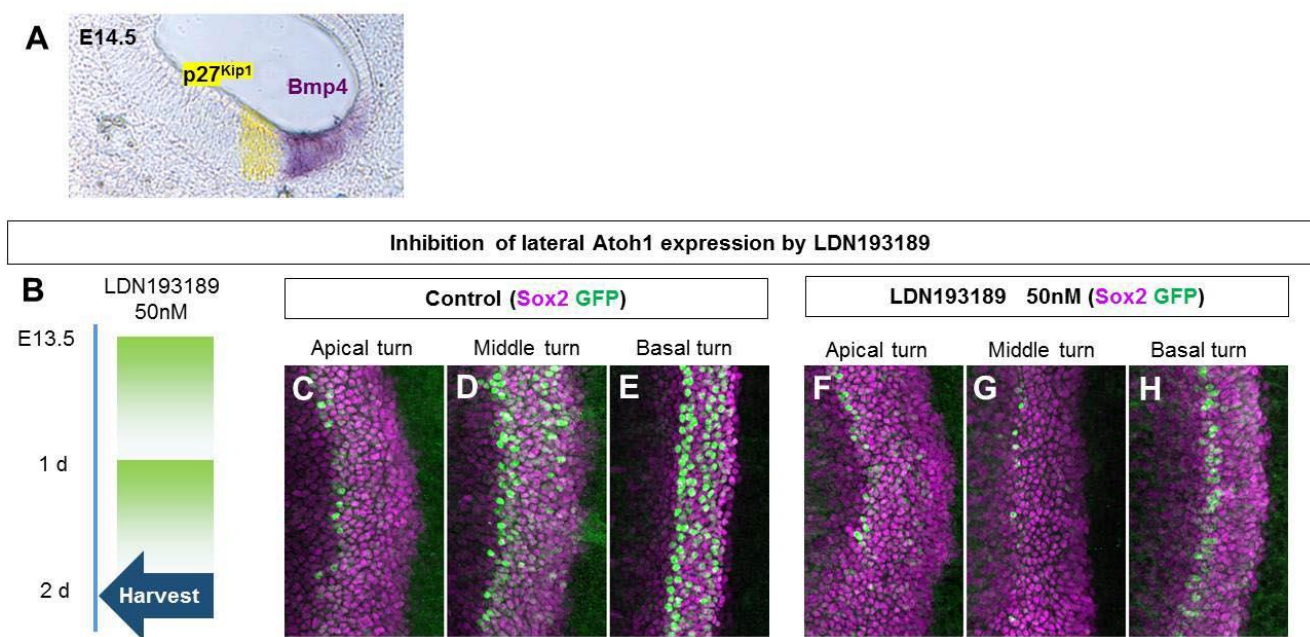 A
E14.5
p27Kip1
Bmp4
Inhibition of lateral Atoh1 expression by LDN193189
B
LDN193189
50nM
E13.5
1 d
2 d
Harvest
Control (Sox2 GFP)
Apical turn
Middle turn
Basal turn
C
D
E
LDN193189 50nM (Sox2 GFP)
Apical turn
Middle turn
Basal turn
F
G
H